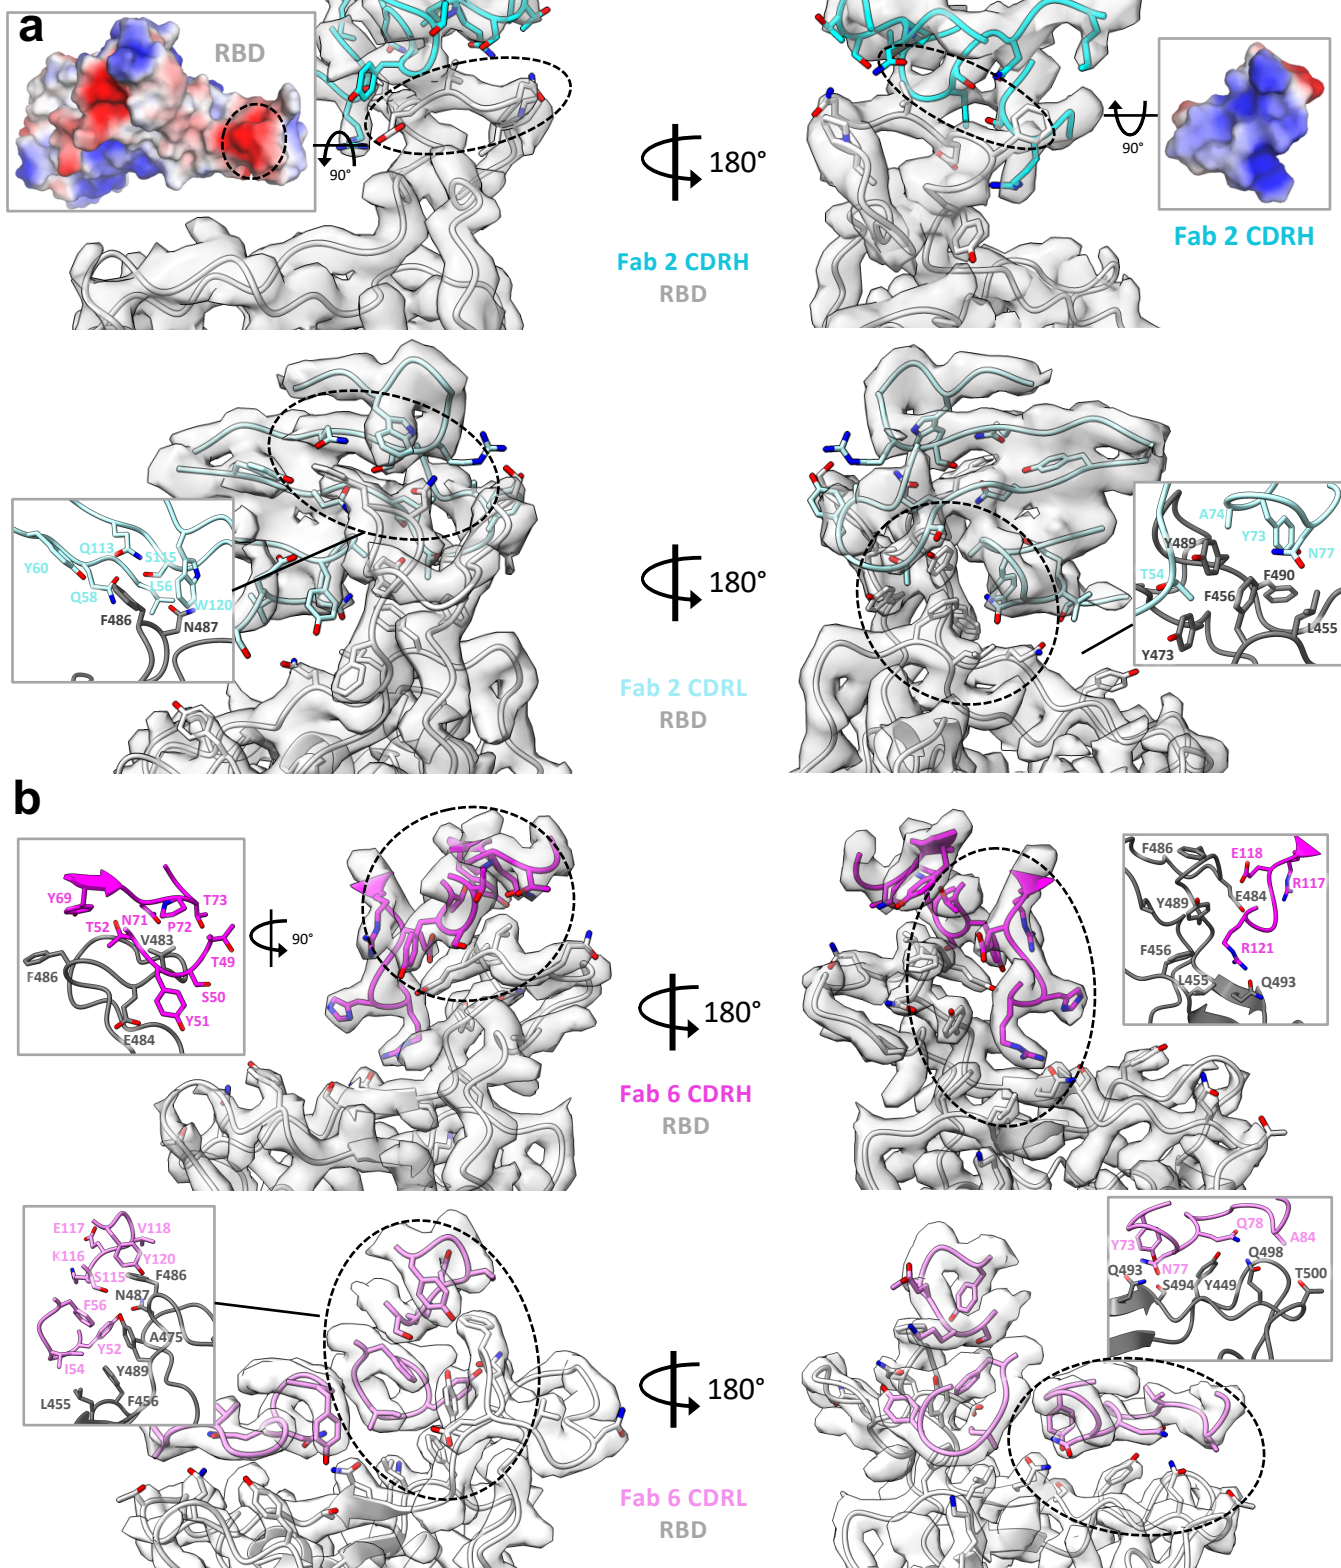 a
RBD
90°
180°
90°
Fab 2 CDRH
Fab 2 CDRH
RBD
Q113
S115
Y60
L56
Q58
W120
F486
N487
180°
A74
Y73
Y489
N77
T54
F490
F456
L455
Y473
Fab 2 CDRL
RBD
b
Y69
T73
N71
T52
P72
V483
F486
T49
S50
Y51
E484
90°
180°
F486
E118
R117
E484
Y489
F456
R121
L455
Q493
Fab 6 CDRH
RBD
E117
V118
K116
Y120
S115
F486
N487
F56
A475
Y52
I54
Y489
L455
F456
180°
Q78
A84
Y73
Q498
Q493
N77
T500
S494
Y449
Fab 6 CDRL
RBD